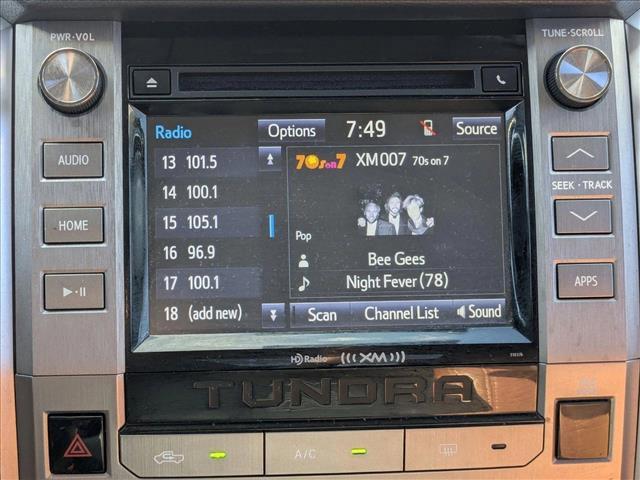 PWR•VOL
TUNE•SCROLL
AUDIO
HOME
SEEK • TRACK
APPS
Radio
Options
7:49
Source
13 101.5
14 100.1
15 105.1
16 96.9
17 100.1
18 (add new)
70s on 7 XM007 70s on 7
Pop
Bee Gees
Night Fever (78)
Scan Channel List Sound
HD Radio (((XM)))
TUNDRA
A/C